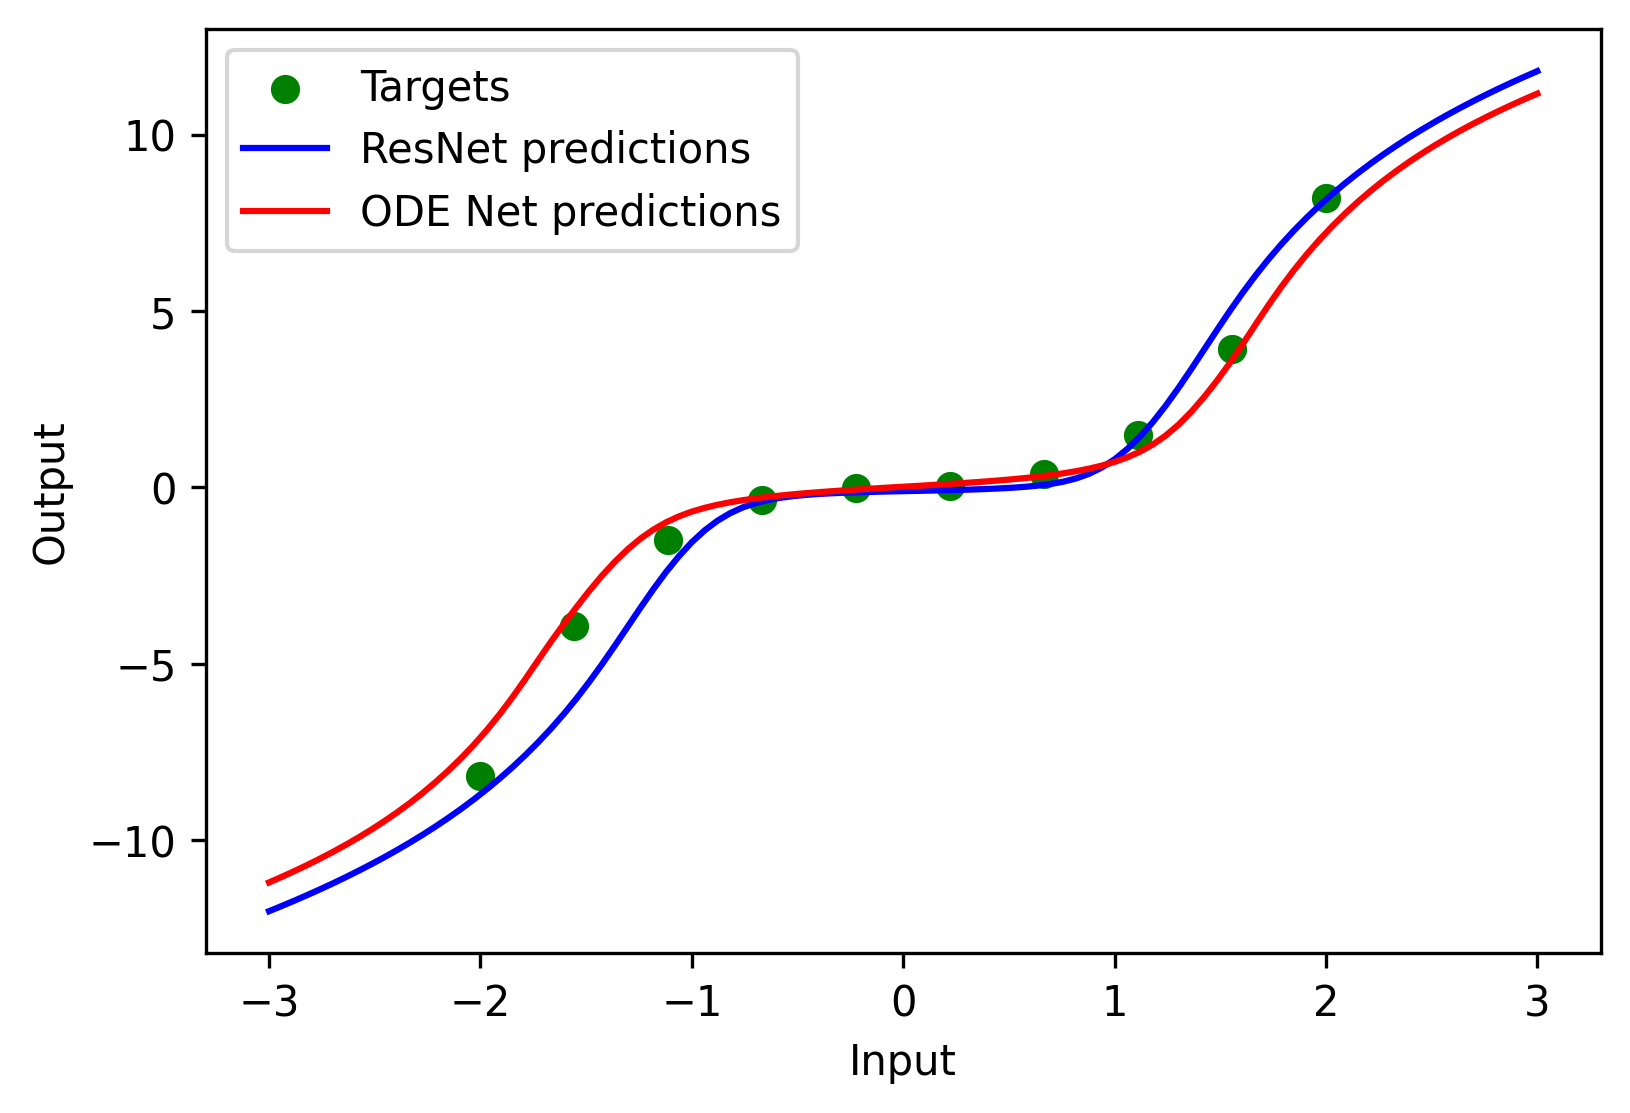 Targets
ResNet predictions
ODE Net predictions
10
5
0
−5
−10
Output
−3 −2 −1 0 1 2 3
Input